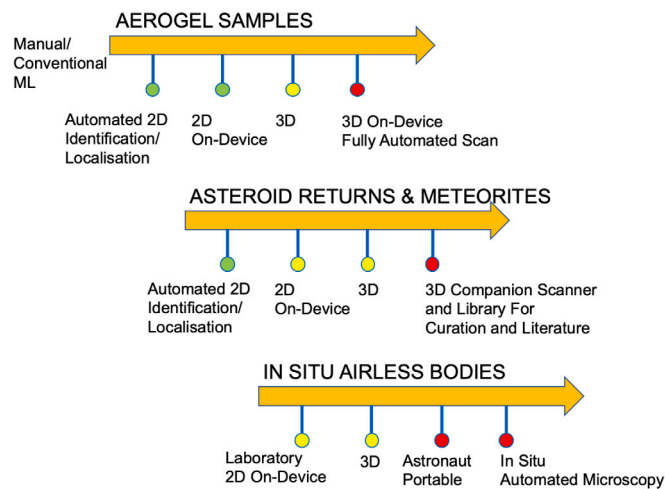 AEROGEL SAMPLES
Manual/
Conventional
ML
Automated 2D
Identification/
Localisation
2D
On-Device
3D
3D On-Device
Fully Automated Scan
ASTEROID RETURNS & METEORITES
Automated 2D
Identification/
Localisation
2D
On-Device
3D
3D Companion Scanner
and Library For
Curation and Literature
IN SITU AIRLESS BODIES
Laboratory
2D On-Device
3D
Astronaut
Portable
In Situ
Automated Microscopy